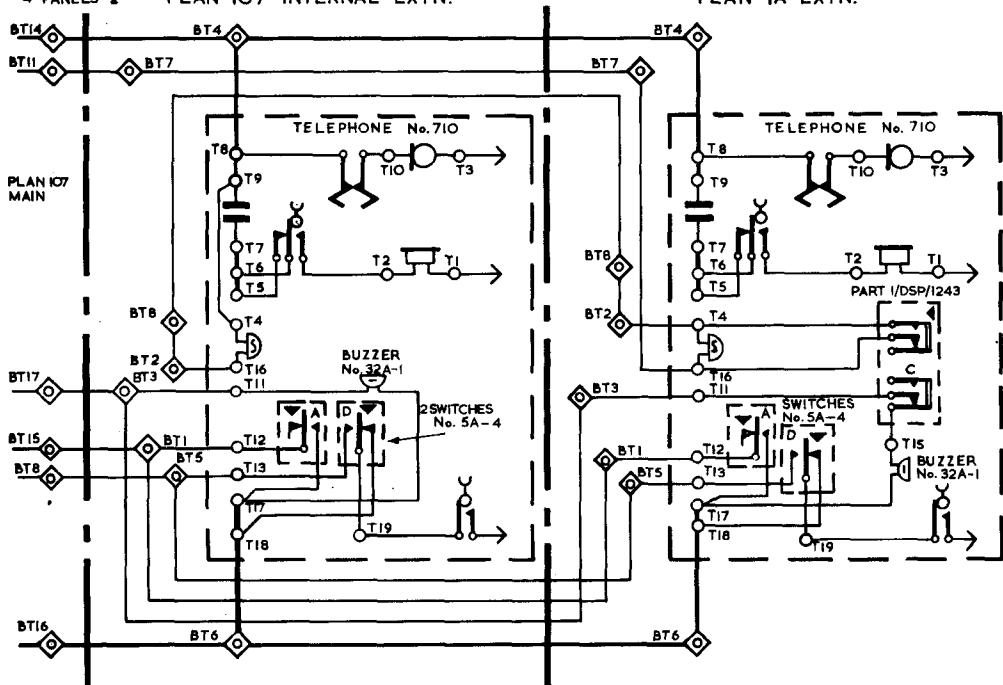 PLAN 107 INTERNAL EXTN.
PLAN 1A EXTN.
BT14
BT4
BT4
BT11
BT7
BT7
PLAN 107
MAIN
TELEPHONE No. 710
T8
T10
T3
T9
T7
T6
T5
T2
T1
BT8
T4
BT2
T16
BUZZER
No. 32A-1
BT17
BT3
T11
A
D
2 SWITCHES
No. 5A-4
BT15
BT1
T12
BT8
BT5
T13
T17
T18
T19
BT16
BT6
TELEPHONE No. 710
T8
T10
T3
T9
T7
T6
T5
T2
T1
BT8
PART 1/DSP/1243
BT2
T4
T16
BT3
T11
C
A
SWITCHES
No. 5A-4
D
BT1
T12
BT5
T13
T15
BUZZER
No. 32A-1
T17
T18
T19
BT6